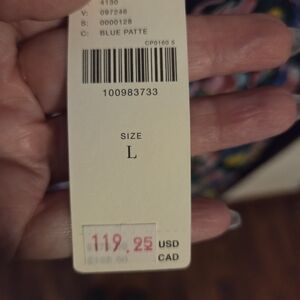 4130
V: 097246
S: 0000128
C: BLUE PATTE
CP0160 5
100983733
SIZE
L
119.25 USD
CAD